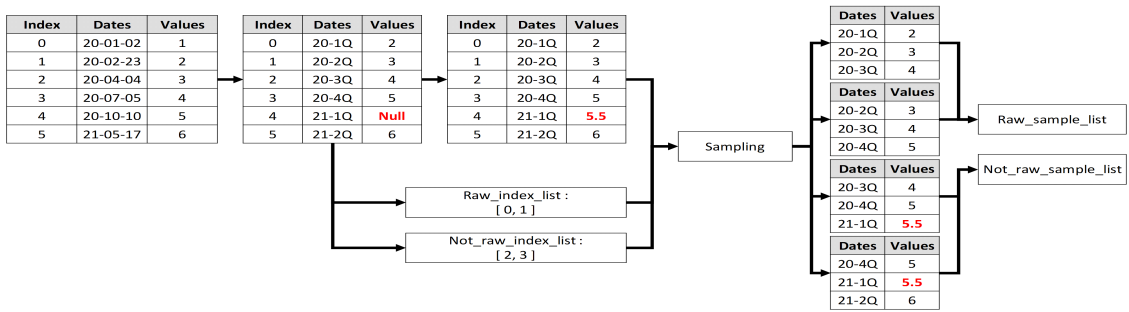 Index Dates Values
0 20-01-02 1
1 20-02-23 2
2 20-04-04 3
3 20-07-05 4
4 20-10-10 5
5 21-05-17 6
Index Dates Values
0 20-1Q 2
1 20-2Q 3
2 20-3Q 4
3 20-4Q 5
4 21-1Q Null
5 21-2Q 6
Index Dates Values
0 20-1Q 2
1 20-2Q 3
2 20-3Q 4
3 20-4Q 5
4 21-1Q 5.5
5 21-2Q 6
Raw_index_list :
[ 0, 1 ]
Not_raw_index_list :
[ 2, 3 ]
Sampling
Dates Values
20-1Q 2
20-2Q 3
20-3Q 4
Dates Values
20-2Q 3
20-3Q 4
20-4Q 5
Dates Values
20-3Q 4
20-4Q 5
21-1Q 5.5
Dates Values
20-4Q 5
21-1Q 5.5
21-2Q 6
Raw_sample_list
Not_raw_sample_list